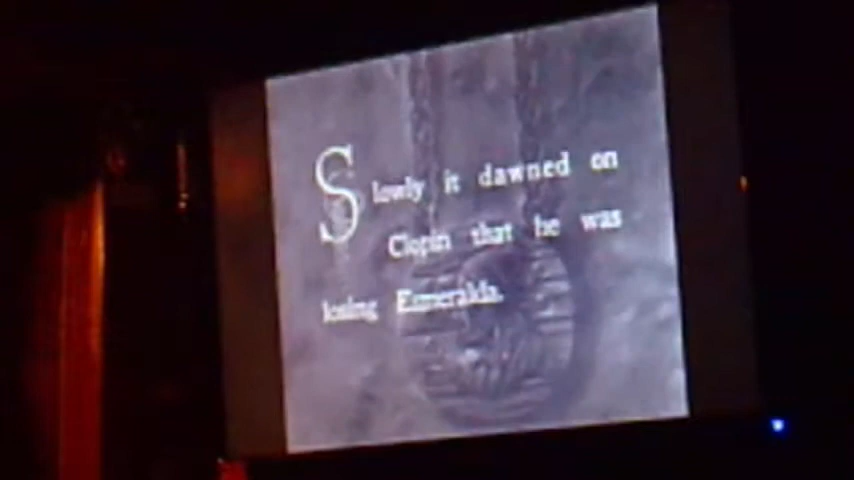 Slowly it dawned on
Clopin that he was
losing Esmeralda.